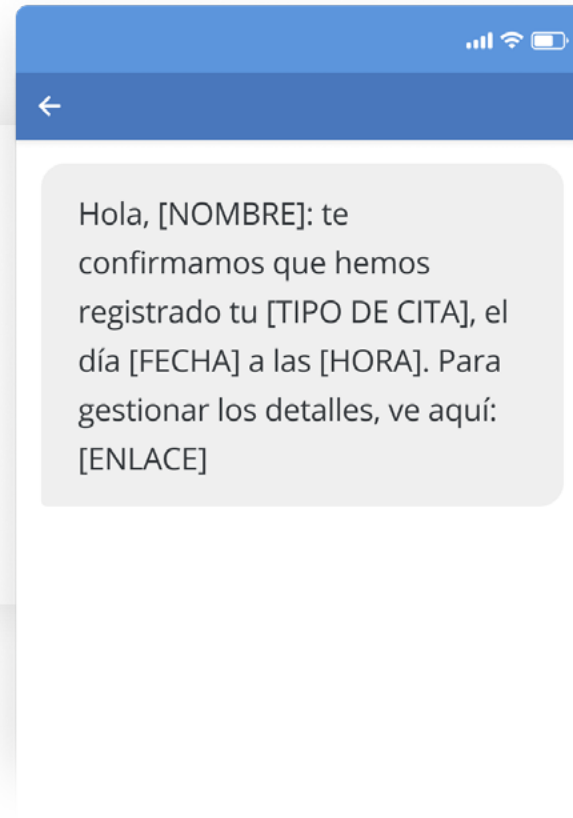 Hola, [NOMBRE]: te
confirmamos que hemos
registrado tu [TIPO DE CITA], el
día [FECHA] a las [HORA]. Para
gestionar los detalles, ve aquí:
[ENLACE]